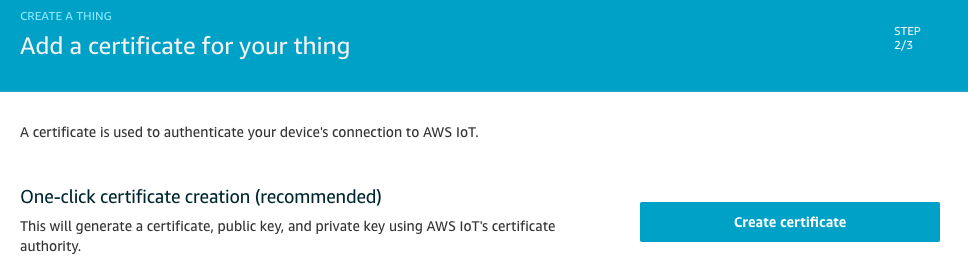 CREATE A THING
Add a certificate for your thing
STEP
2/3
A certificate is used to authenticate your device's connection to AWS IoT.
One-click certificate creation (recommended)
This will generate a certificate, public key, and private key using AWS IoT's certificate
authority.
Create certificate